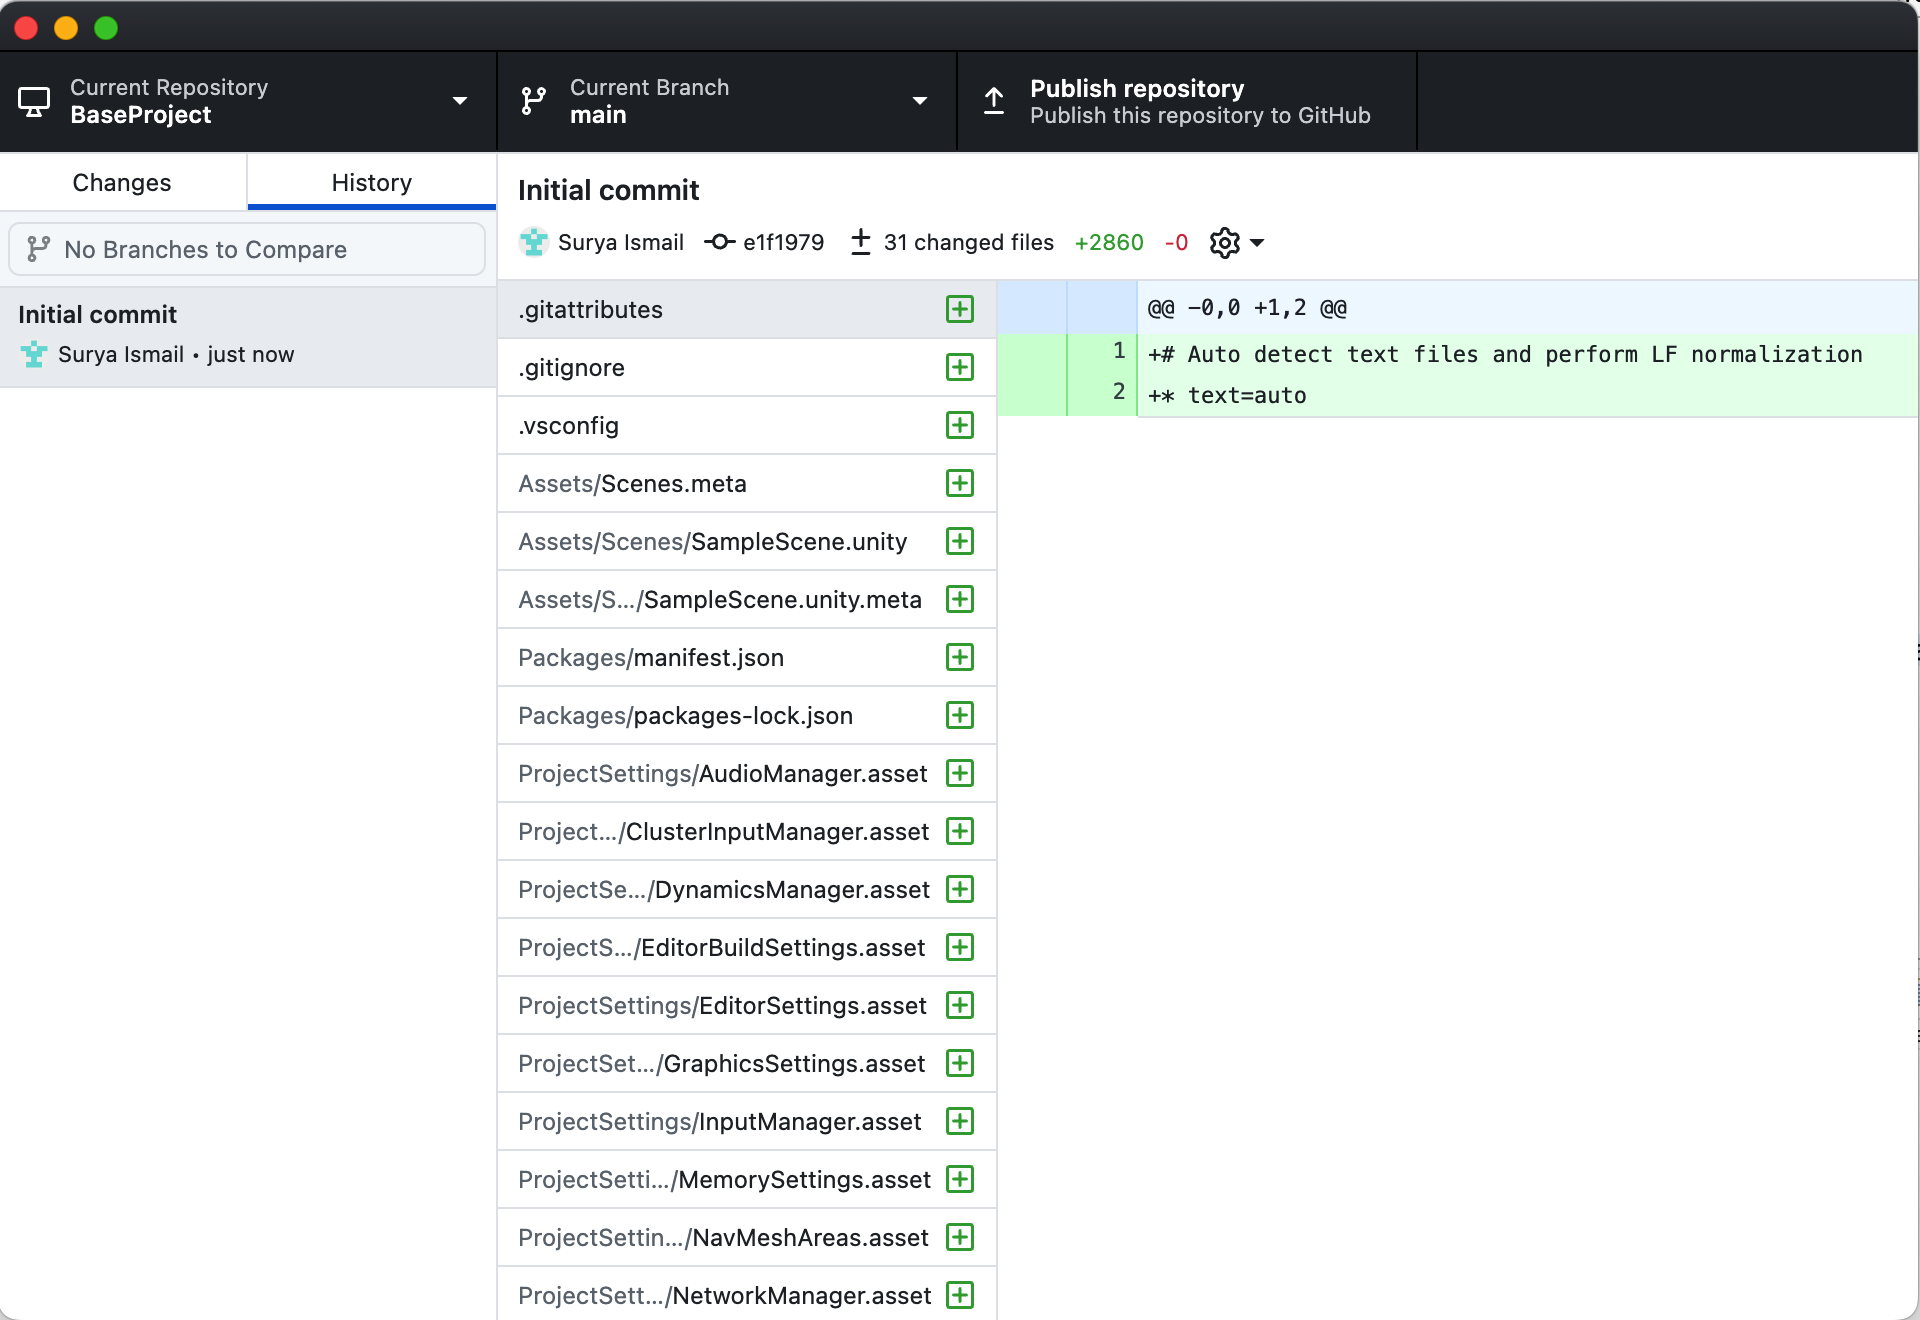 Current Repository
BaseProject
Current Branch
main
Publish repository
Publish this repository to GitHub
Changes
History
No Branches to Compare
Initial commit
Surya Ismail • just now
Initial commit
Surya Ismail e1f1979 31 changed files +2860 -0
.gitattributes
.gitignore
.vsconfig
Assets/Scenes.meta
Assets/Scenes/SampleScene.unity
Assets/S.../SampleScene.unity.meta
Packages/manifest.json
Packages/packages-lock.json
ProjectSettings/AudioManager.asset
Project.../ClusterInputManager.asset
ProjectSe.../DynamicsManager.asset
ProjectS.../EditorBuildSettings.asset
ProjectSettings/EditorSettings.asset
ProjectSet.../GraphicsSettings.asset
ProjectSettings/InputManager.asset
ProjectSetti.../MemorySettings.asset
ProjectSettin.../NavMeshAreas.asset
ProjectSett.../NetworkManager.asset
@@ -0,0 +1,2 @@
1 +# Auto detect text files and perform LF normalization
2 +* text=auto